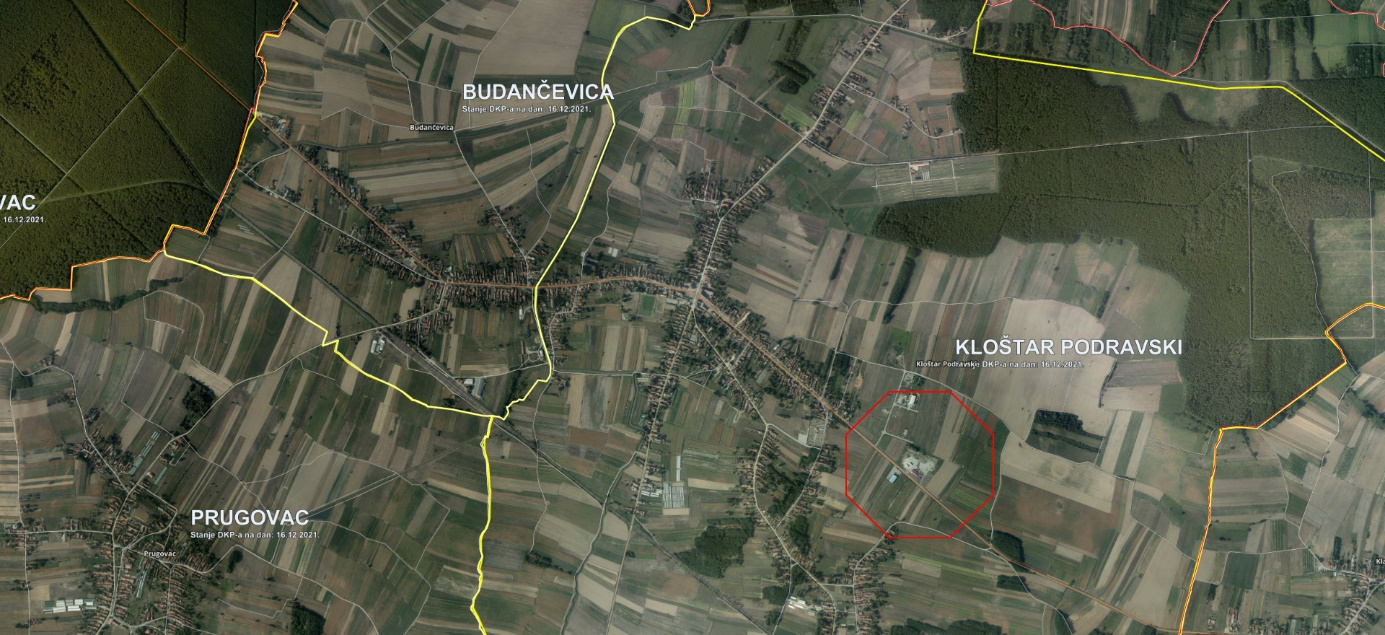 BUDANČEVICA
Stanje DKP-a na dan: 16.12.2021.
Budančevica
VAC
16.12.2021.
KLOŠTAR PODRAVSKI
Kloštar Podravski DKP-a na dan: 16.12.2021.
PRUGOVAC
Stanje DKP-a na dan: 16.12.2021.
Prugovac